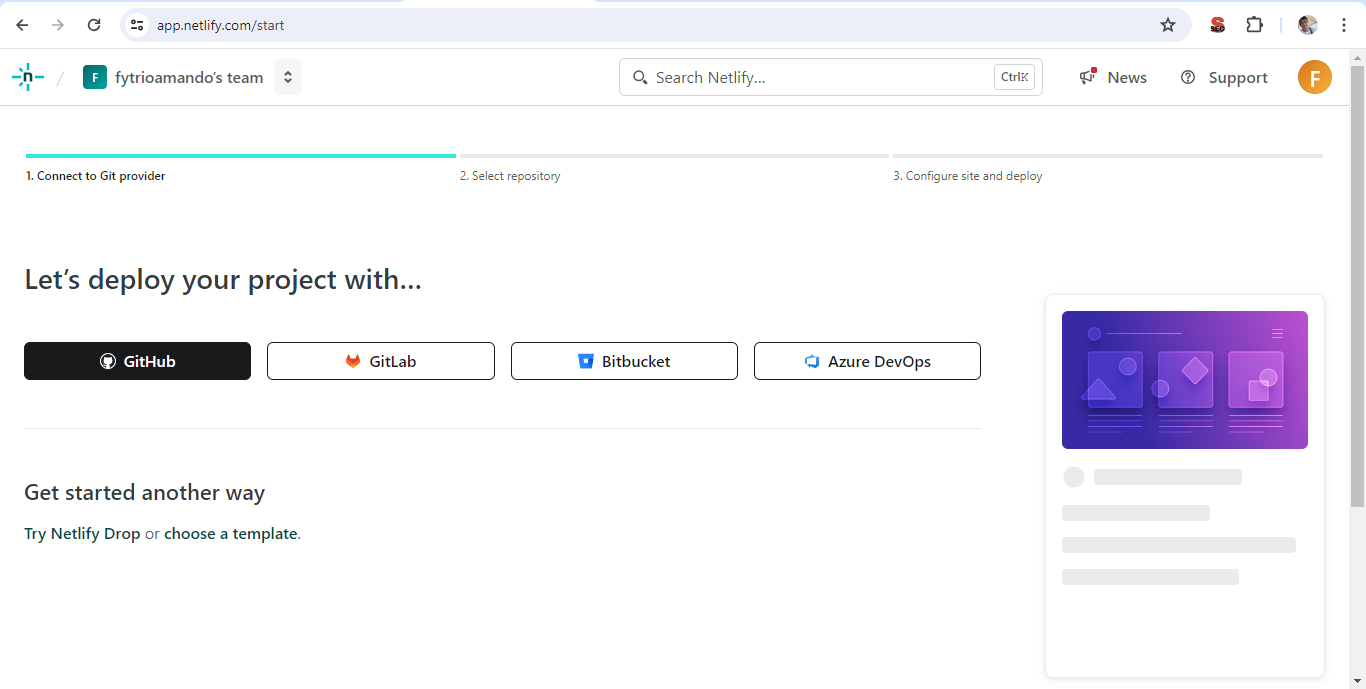 app.netlify.com/start
SEO
n
F fytrioamando's team
Search Netlify... CtrlK
News
Support
F
1. Connect to Git provider
2. Select repository
3. Configure site and deploy
Let's deploy your project with...
GitHub
GitLab
Bitbucket
Azure DevOps
Get started another way
Try Netlify Drop or choose a template.